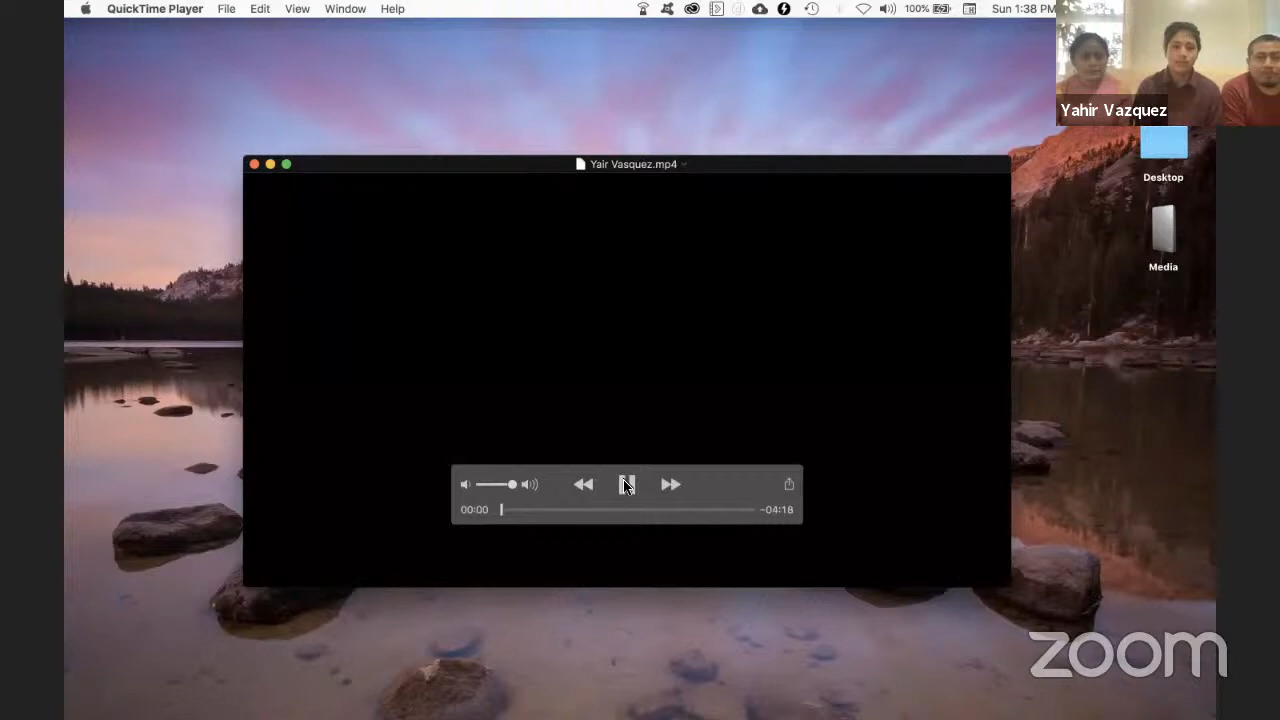 QuickTime Player File Edit View Window Help 100% Sun 1:38 PM
Yahir Vazquez
Yair Vasquez.mp4
Desktop
Media
00:00 -04:18
zoom